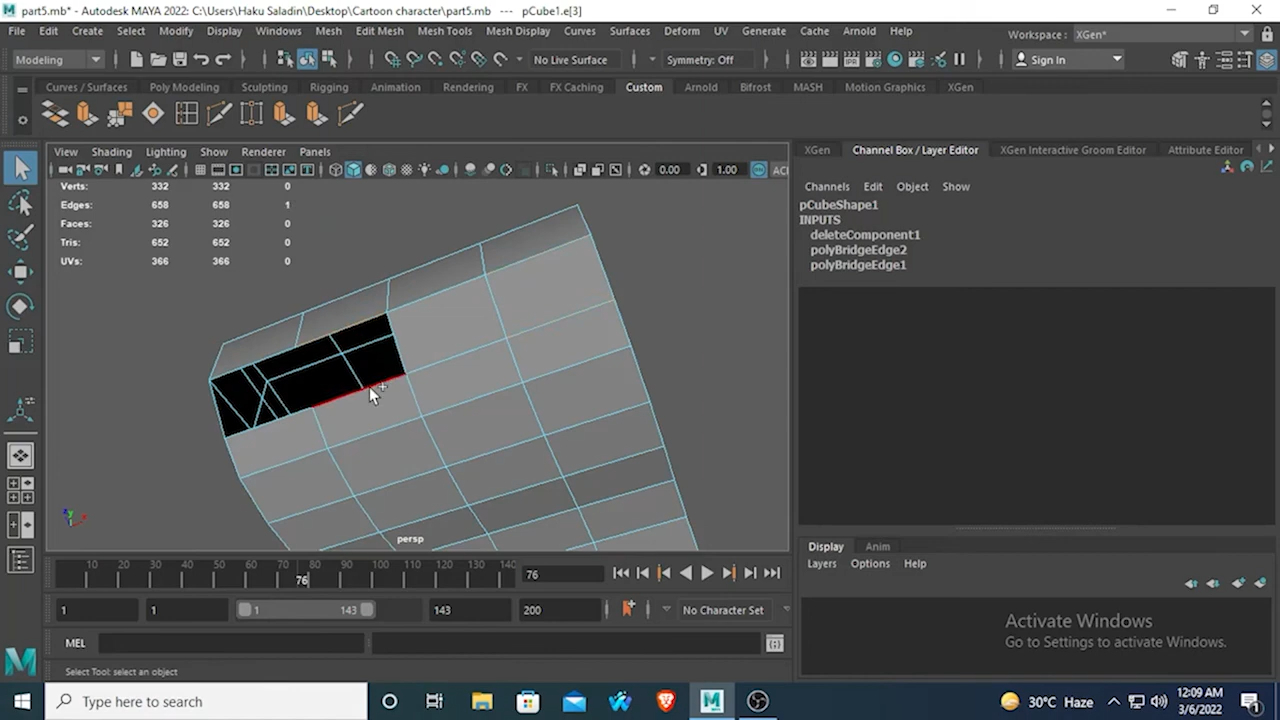 part5.mb* - Autodesk MAYA 2022: C:\Users\Haku Saladin\Desktop\Cartoon character\part5.mb --- pCube1.e[3]
File Edit Create Select Modify Display Windows Mesh Edit Mesh Mesh Tools Mesh Display Curves Surfaces Deform UV Generate Cache Arnold Help Workspace : XGen*
Modeling No Live Surface Symmetry: Off Sign In
Curves / Surfaces Poly Modeling Sculpting Rigging Animation Rendering FX FX Caching Custom Arnold Bifrost MASH Motion Graphics XGen
View Shading Lighting Show Renderer Panels
XGen Channel Box / Layer Editor XGen Interactive Groom Editor Attribute Editor
0.00 1.00
Verts: 332 332 0
Edges: 658 658 1
Faces: 326 326 0
Tris: 652 652 0
UVs: 366 366 0
persp
Channels Edit Object Show
pCubeShape1
INPUTS
deleteComponent1
polyBridgeEdge2
polyBridgeEdge1
Display Anim
Layers Options Help
10 20 30 40 50 60 70 80 90 100 110 120 130
76
76
1 1 1 143 143 200 No Character Set
MEL
Select Tool: select an object
Activate Windows
Go to Settings to activate Windows.
Type here to search
30°C Haze
12:09 AM
3/6/2022
1